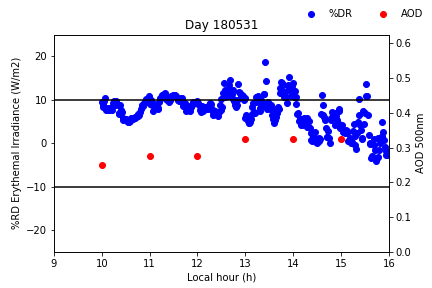 %DR AOD
Day 180531
%RD Erythermal Irradiance (W/m2)
20
10
0
−10
−20
0.6
0.5
0.4
0.3
0.2
0.1
0.0
AOD 500nm
9 10 11 12 13 14 15 16
Local hour (h)